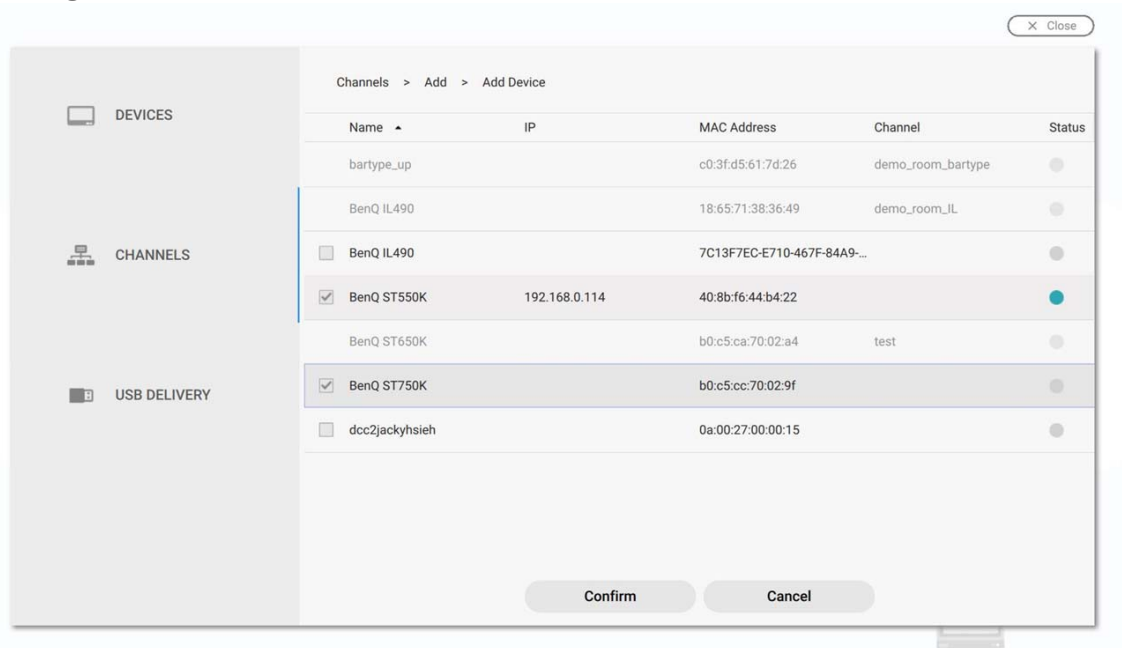 X Close
Channels > Add > Add Device
DEVICES
Name IP MAC Address Channel Status
bartype_up c0:3f:d5:61:7d:26 demo_room_bartype
BenQ IL490 18:65:71:38:36:49 demo_room_IL
CHANNELS
BenQ IL490 7C13F7EC-E710-467F-84A9-...
BenQ ST550K 192.168.0.114 40:8b:f6:44:b4:22
BenQ ST650K b0:c5:ca:70:02:a4 test
USB DELIVERY
BenQ ST750K b0:c5:cc:70:02:9f
dcc2jackyhsieh 0a:00:27:00:00:15
Confirm Cancel